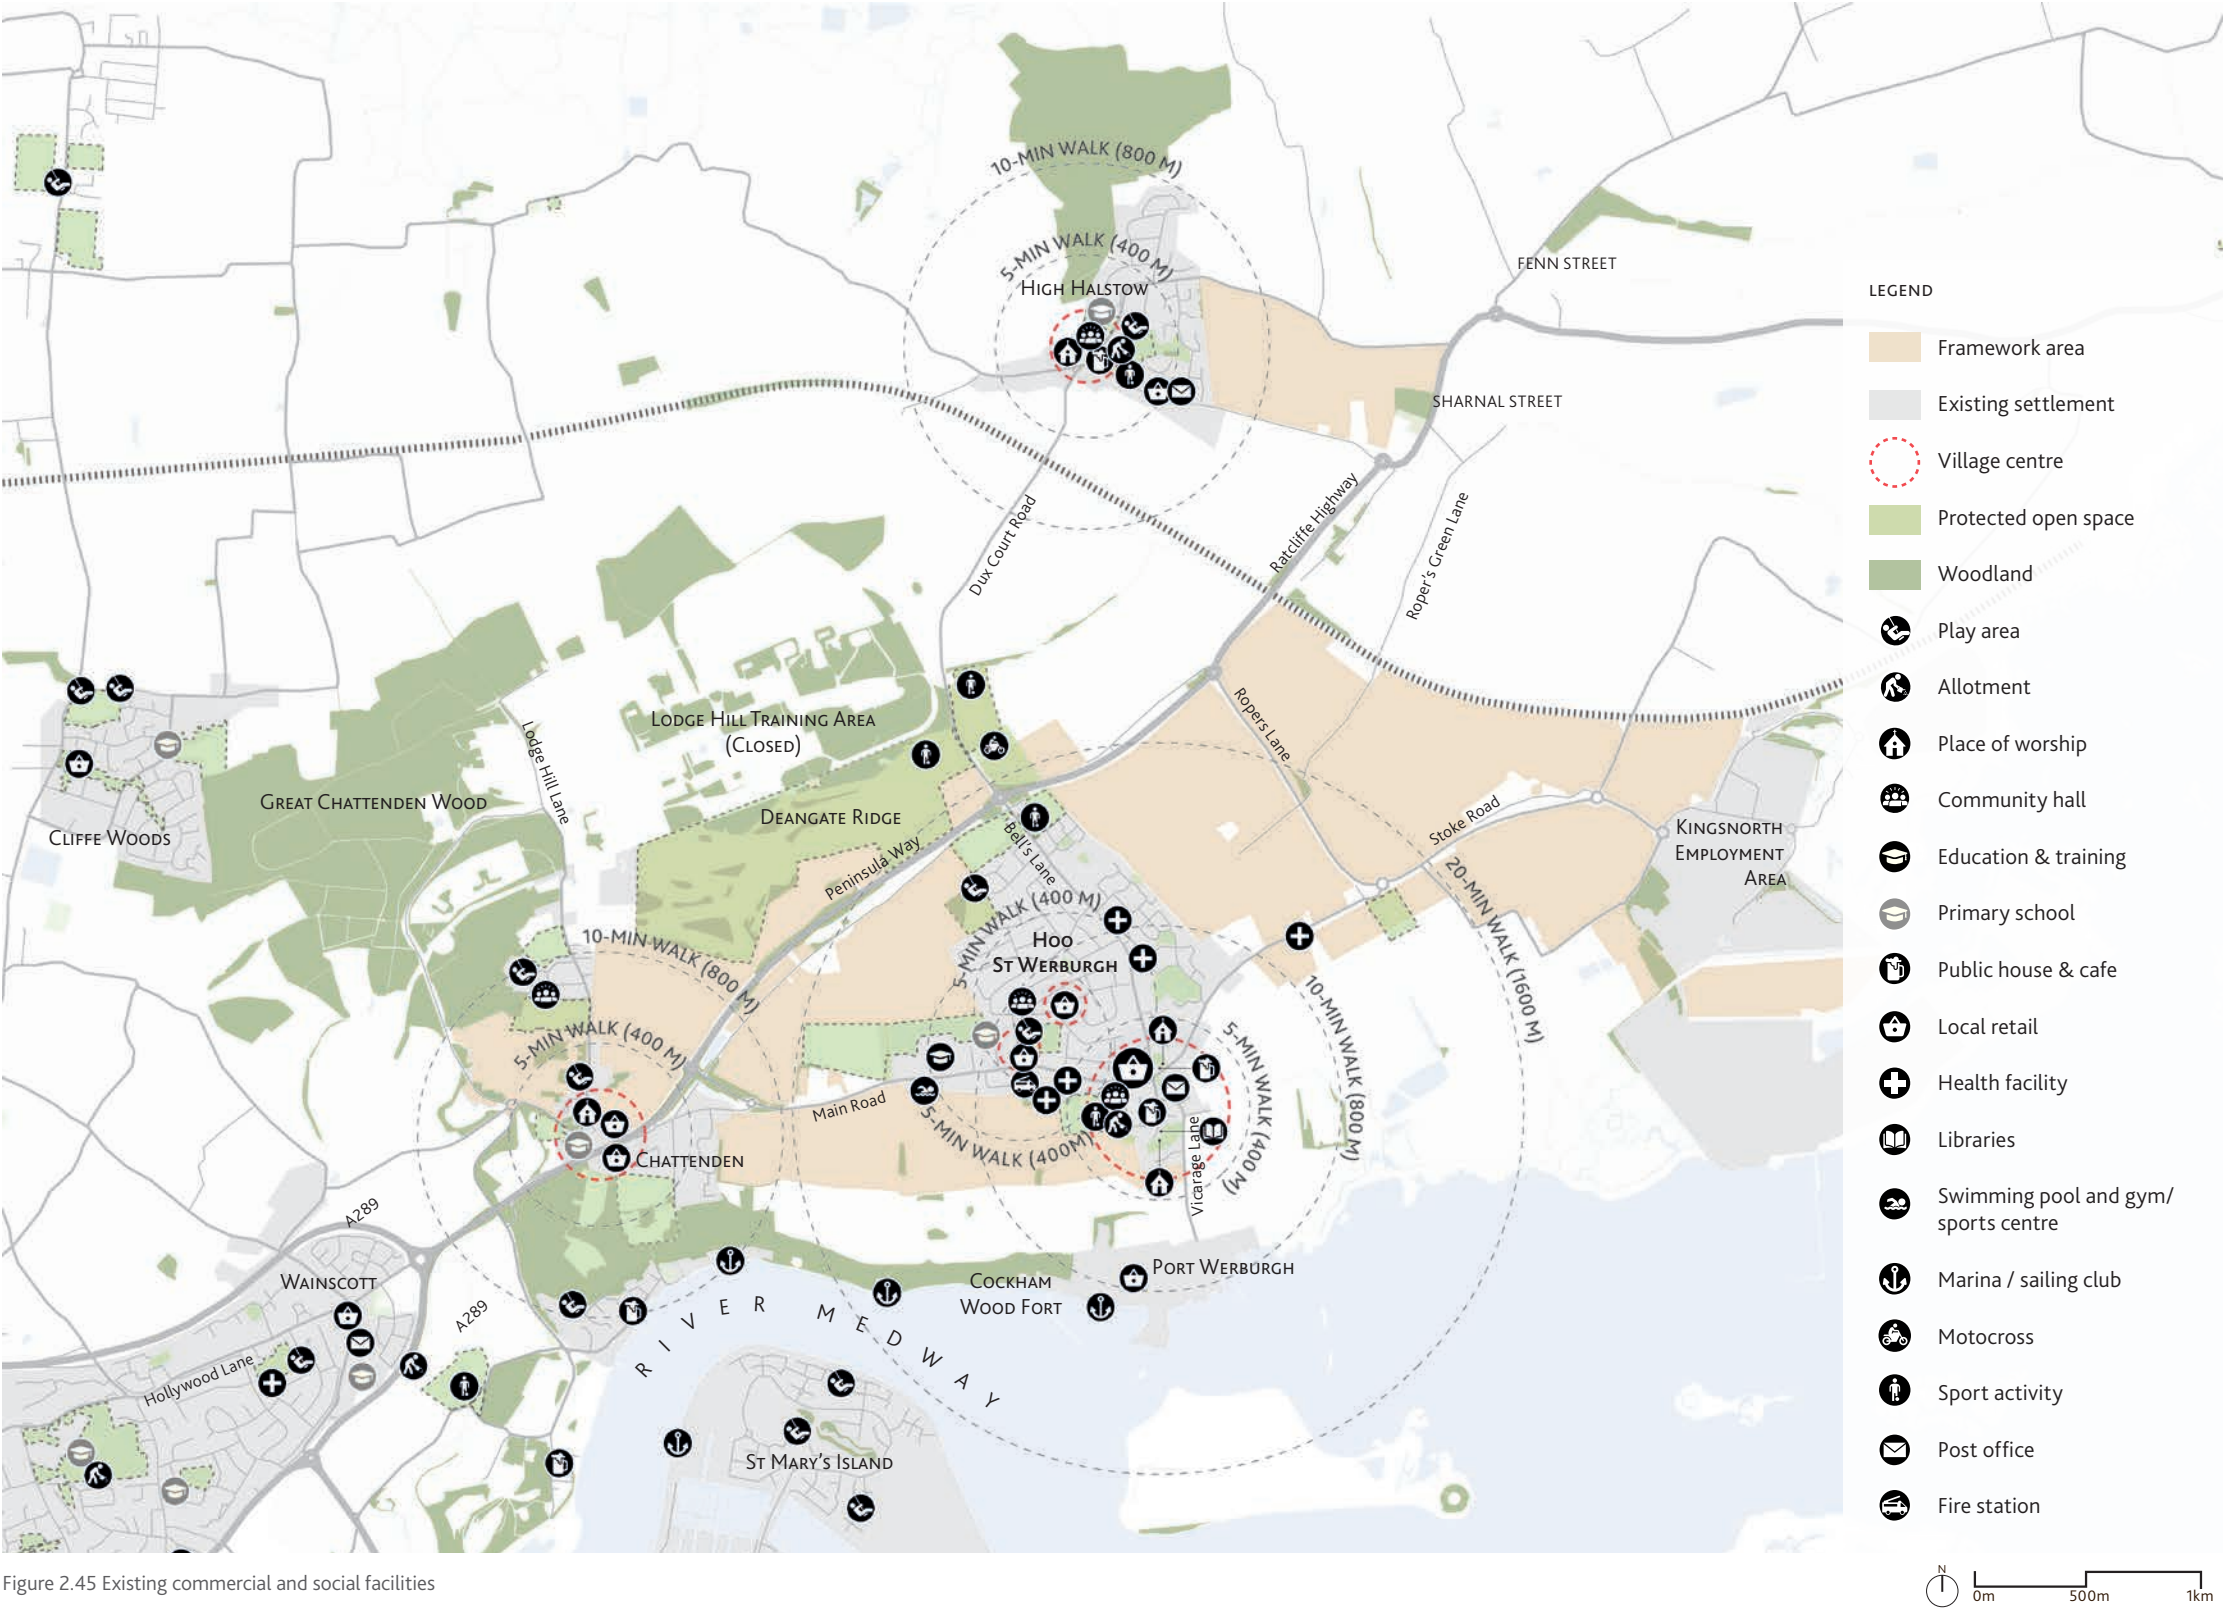 10-MIN WALK (800 M)
5-MIN WALK (400 M)
HIGH HALSTOW
FENN STREET
SHARNAL STREET
Dux Court Road
Ratcliffe Highway
Roper's Green Lane
Ropers Lane
Lodge Hill Lane
LODGE HILL TRAINING AREA
(CLOSED)
GREAT CHATTENDEN WOOD
DEANGATE RIDGE
CLIFFE WOODS
Peninsula Way
Bell's Lane
Stoke Road
KINGSNORTH
EMPLOYMENT
AREA
20-MIN WALK (1600 M)
5-MIN WALK (400 M)
10-MIN WALK (800 M)
HOO
ST WERBURGH
10-MIN WALK (800 M)
5-MIN WALK (400 M)
5-MIN WALK (400 M)
Main Road
5-MIN WALK (400M)
Vicarage Lane
CHATTENDEN
A289
WAINSCOTT
A289
Hollywood Lane
COCKHAM
WOOD FORT
PORT WERBURGH
RIVER MEDWAY
ST MARY'S ISLAND
LEGEND
Framework area
Existing settlement
Village centre
Protected open space
Woodland
Play area
Allotment
Place of worship
Community hall
Education & training
Primary school
Public house & cafe
Local retail
Health facility
Libraries
Swimming pool and gym/
sports centre
Marina / sailing club
Motocross
Sport activity
Post office
Fire station
Figure 2.45 Existing commercial and social facilities
N
0m 500m 1km